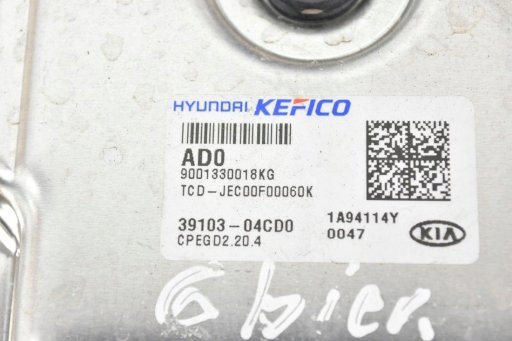 HYUNDAI KEFICO
AD0
9001330018KG
TCD-JEC00F00060K
39103-04CD0
CPEGD2.20.4
1A94114Y
0047
KIA
6 bieg